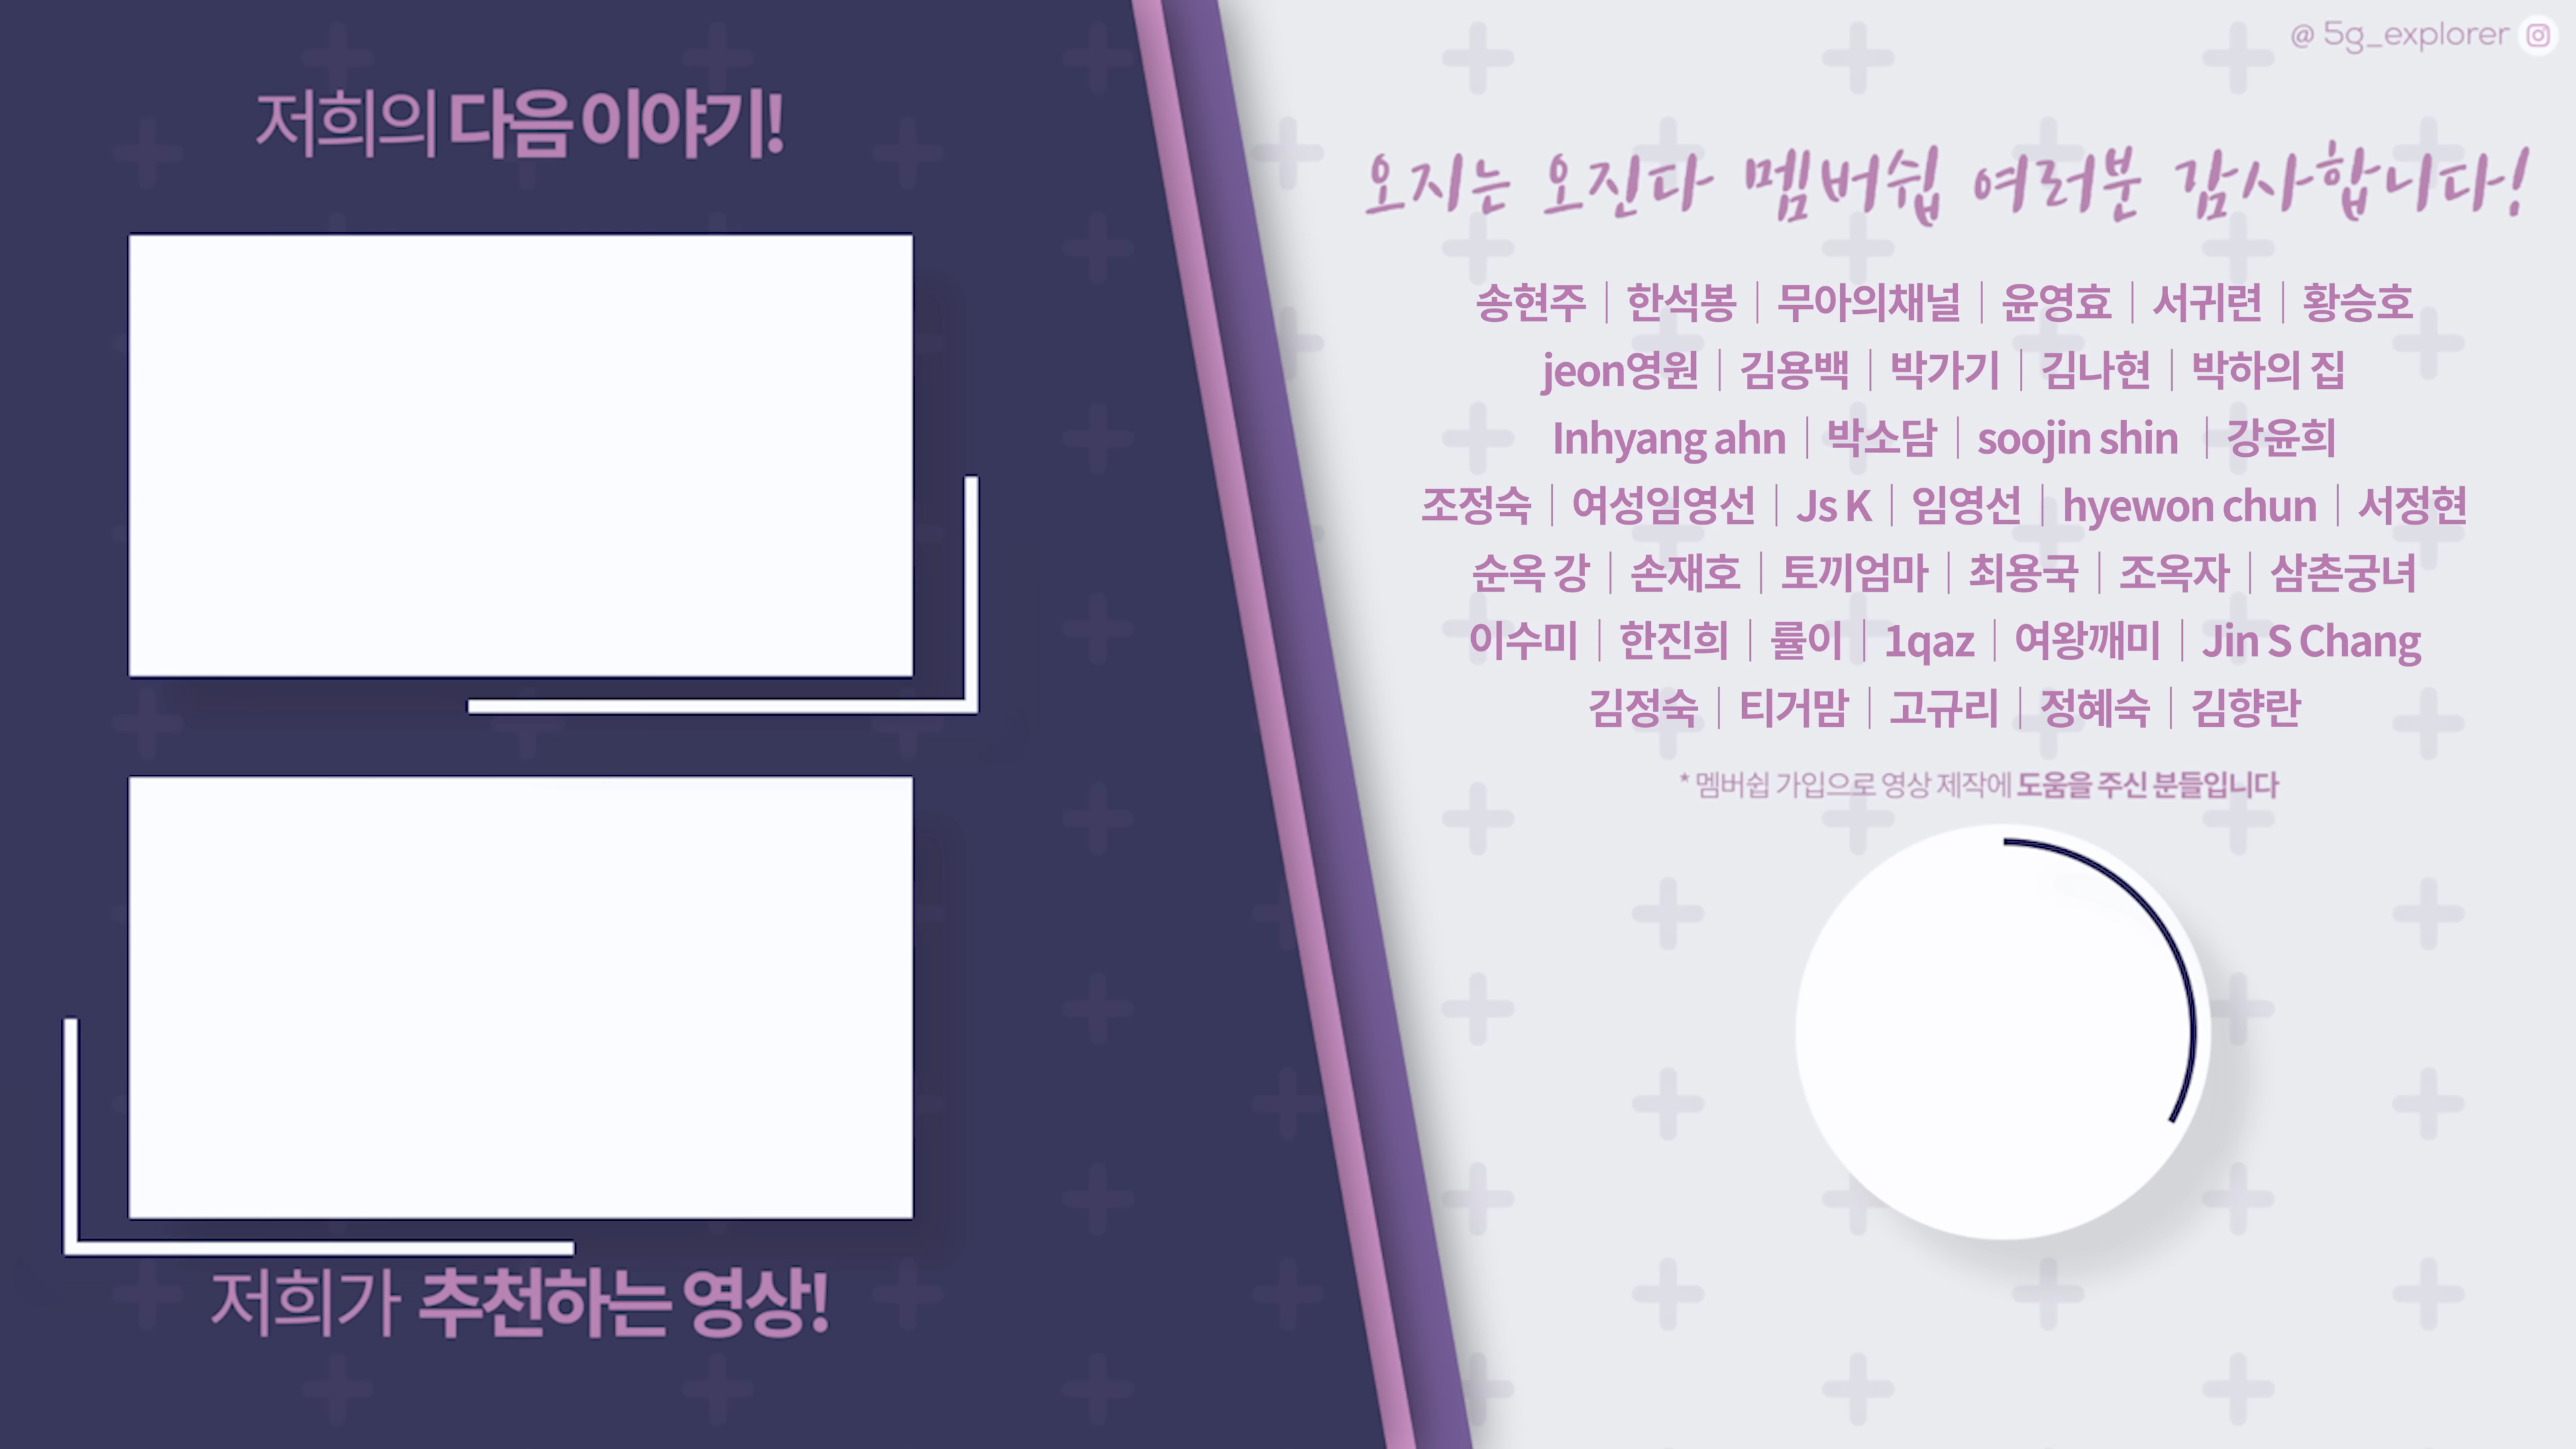 저희의 다음 이야기!
저희가 추천하는 영상!
@ 5g_explorer
오지는 오진다 멤버쉽 여러분 감사합니다!
송현주 | 한석봉 | 무아의채널 | 윤영효 | 서귀련 | 황승호
jeon영원 | 김용백 | 박가기 | 김나현 | 박하의 집
Inhyang ahn | 박소담 | soojin shin | 강윤희
조정숙 | 여성임영선 | Js K | 임영선 | hyewon chun | 서정현
순옥 강 | 손재호 | 토끼엄마 | 최용국 | 조옥자 | 삼촌궁녀
이수미 | 한진희 | 률이 | 1qaz | 여왕깨미 | Jin S Chang
김정숙 | 티거맘 | 고규리 | 정혜숙 | 김향란
* 멤버쉽 가입으로 영상 제작에 도움을 주신 분들입니다